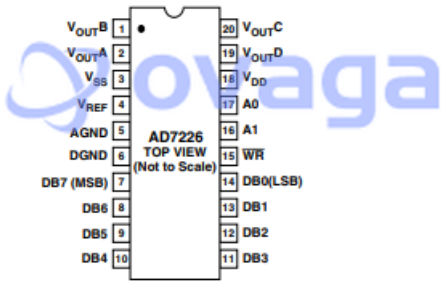 VOUTB 1 20 VOUTC
VOUTA 2 19 VOUTD
VSS 3 18 VDD
VREF 4 17 A0
AGND 5 16 A1
DGND 6 15 WR
DB7 (MSB) 7 14 DB0(LSB)
DB6 8 13 DB1
DB5 9 12 DB2
DB4 10 11 DB3
AD7226
TOP VIEW
(Not to Scale)
ovaga